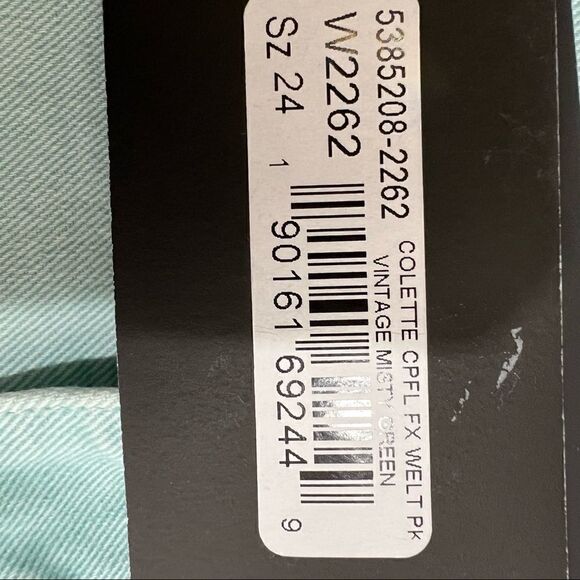 5385208-2262
W2262
Sz 24
COLETTE CPFL FX WELT PK
VINTAGE MISTY GREEN
1 90161 69244 9